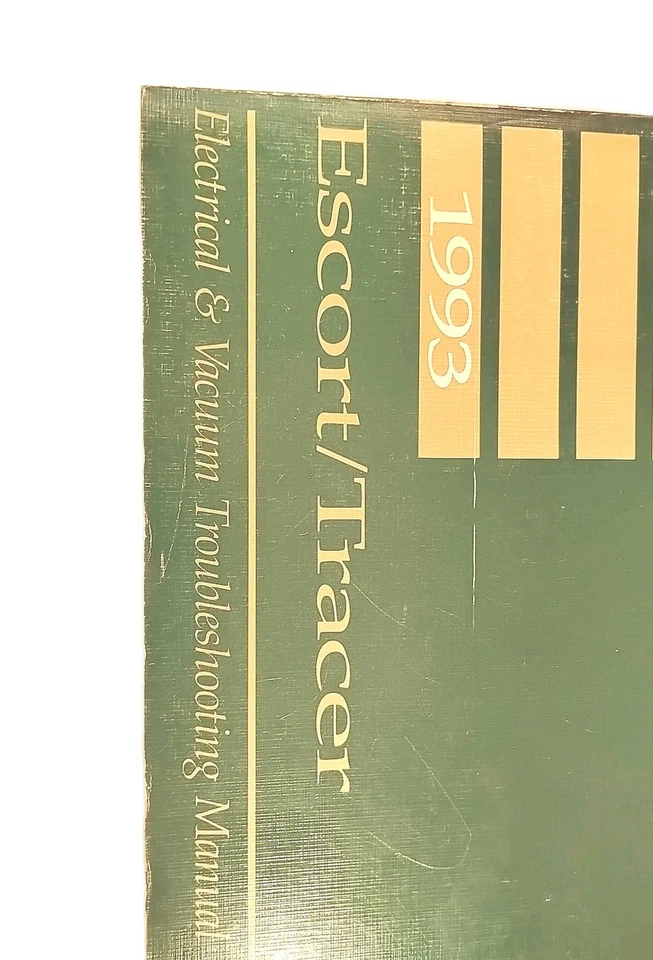 1993
Escort/Tracer
Electrical & Vacuum Troubleshooting Manual